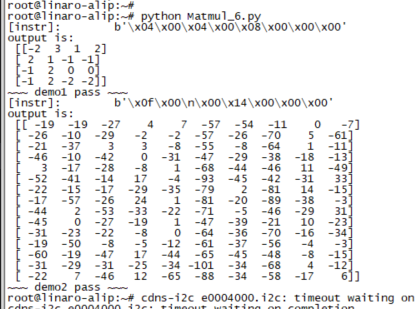 root@linaro-alip:~#
root@linaro-alip:~# python Matmul_6.py
[instr]:        b'\x04\x00\x04\x00\x08\x00\x00\x00'
output is:
[[-2 3 1 2]
[ 2 1 -1 -1]
[-1 2 0 0]
[-1 2 -2 -2]]
~~~ demo1 pass ~~~
[instr]:        b'\x0f\x00\n\x00\x14\x00\x00\x00'
output is:
[[ -19 -19 -27 4 7 -57 -54 -11 0 -7]
[ -26 -10 -29 -2 -2 -57 -26 -70 5 -61]
[ -21 -37 3 3 -8 -55 -8 -64 1 -11]
[ -46 -10 -42 0 -31 -47 -29 -38 -18 -13]
[ 3 -17 -28 -8 1 -68 -44 -46 11 -49]
[ -52 -41 -14 17 -4 -93 -45 -42 -31 33]
[ -22 -15 -17 -29 -35 -79 2 -81 14 -15]
[ -17 -57 -26 24 1 -81 -20 -89 -38 -3]
[ -44 2 -53 -33 -22 -71 -5 -46 -29 31]
[ -45 0 -27 -19 1 -47 -39 -21 10 -23]
[ -31 -23 -22 -8 0 -64 -36 -70 -16 -34]
[ -19 -50 -8 -5 -12 -61 -37 -56 -4 -3]
[ -60 -19 -47 17 -44 -65 -45 -48 -8 -15]
[ -31 -29 -31 -25 -34 -101 -34 -68 4 -12]
[ -22 7 -46 12 -65 -88 -34 -58 -17 6]]
~~~ demo2 pass ~~~
root@linaro-alip:~# cdns-i2c e0004000.i2c: timeout waiting on
cdns-i2c e0004000.i2c: timeout waiting on completion